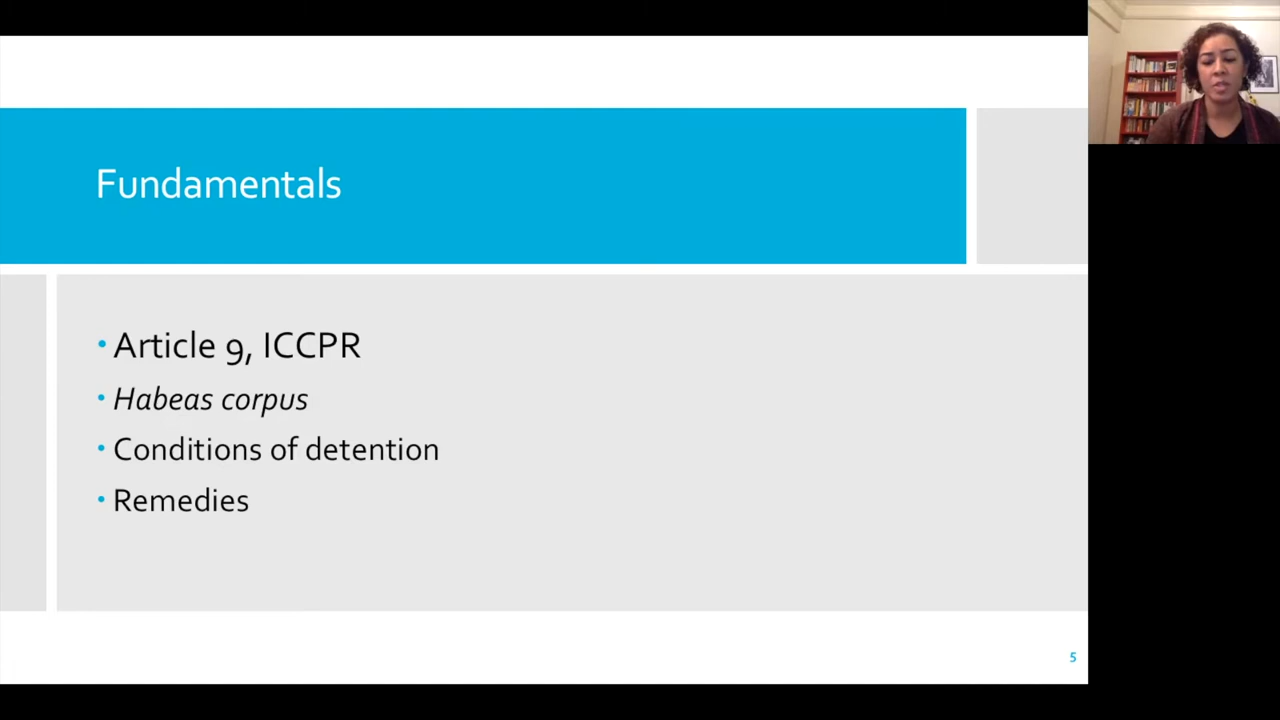 Fundamentals
• Article 9, ICCPR
• Habeas corpus
• Conditions of detention
• Remedies
5